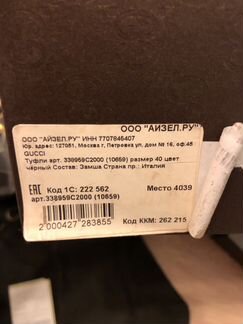 ООО "АЙЗЕЛ.РУ"
ООО "АЙЗЕЛ.РУ" ИНН 7707846407
Юр. адрес: 127051, Москва г, Петровка ул, дом № 16, оф.45
GUCCI
Туфли арт. 338959C2000 (10659) размер 40 цвет
чёрный Состав: Замша Страна пр.: Италия
EAC Код 1С: 222 562 Место 4039
арт.338959C2000 (10659)
2 000427 283855 Код ККМ: 262 215